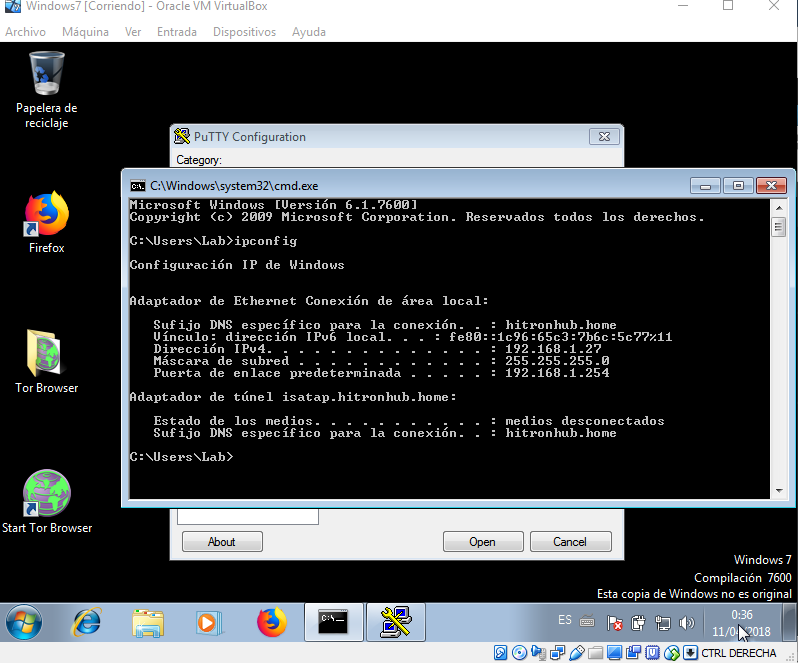 Windows7 [Corriendo] - Oracle VM VirtualBox
Archivo Máquina Ver Entrada Dispositivos Ayuda
Papelera de
reciclaje
Firefox
Tor Browser
Start Tor Browser
PuTTY Configuration
Category:
C:\Windows\system32\cmd.exe
Microsoft Windows [Versión 6.1.7600]
Copyright (c) 2009 Microsoft Corporation. Reservados todos los derechos.
C:\Users\Lab>ipconfig
Configuración IP de Windows
Adaptador de Ethernet Conexión de área local:
Sufijo DNS específico para la conexión. . : hitronhub.home
Vínculo: dirección IPv6 local. . . : fe80::1c96:65c3:7b6c:5c77%11
Dirección IPv4. . . . . . . . . . . . . . : 192.168.1.27
Máscara de subred . . . . . . . . . . . . : 255.255.255.0
Puerta de enlace predeterminada . . . . . : 192.168.1.254
Adaptador de túnel isatap.hitronhub.home:
Estado de los medios. . . . . . . . . . . : medios desconectados
Sufijo DNS específico para la conexión. . : hitronhub.home
C:\Users\Lab>
About Open Cancel
Windows 7
Compilación 7600
Esta copia de Windows no es original
C:\_
ES
0:36
2018
CTRL DERECHA